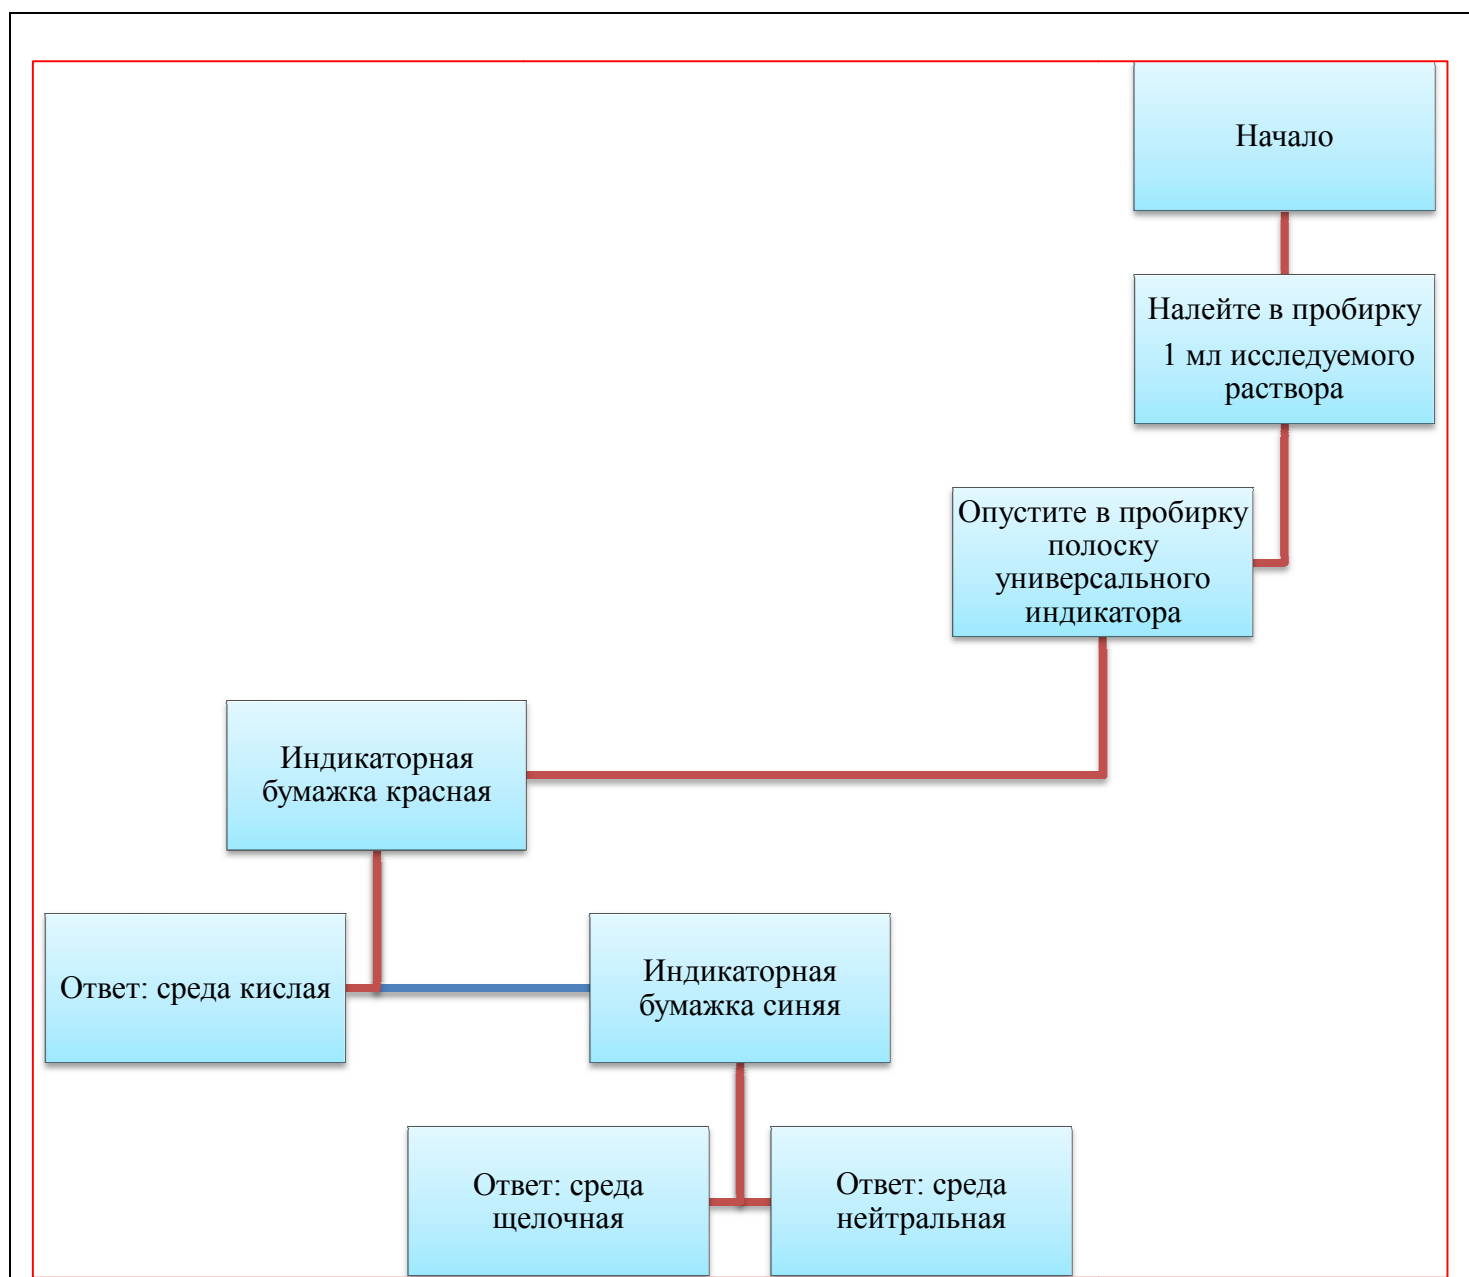 Начало
Налейте в пробирку
1 мл исследуемого
раствора
Опустите в пробирку
полоску
универсального
индикатора
Индикаторная
бумажка красная
Ответ: среда кислая
Индикаторная
бумажка синяя
Ответ: среда
щелочная
Ответ: среда
нейтральная